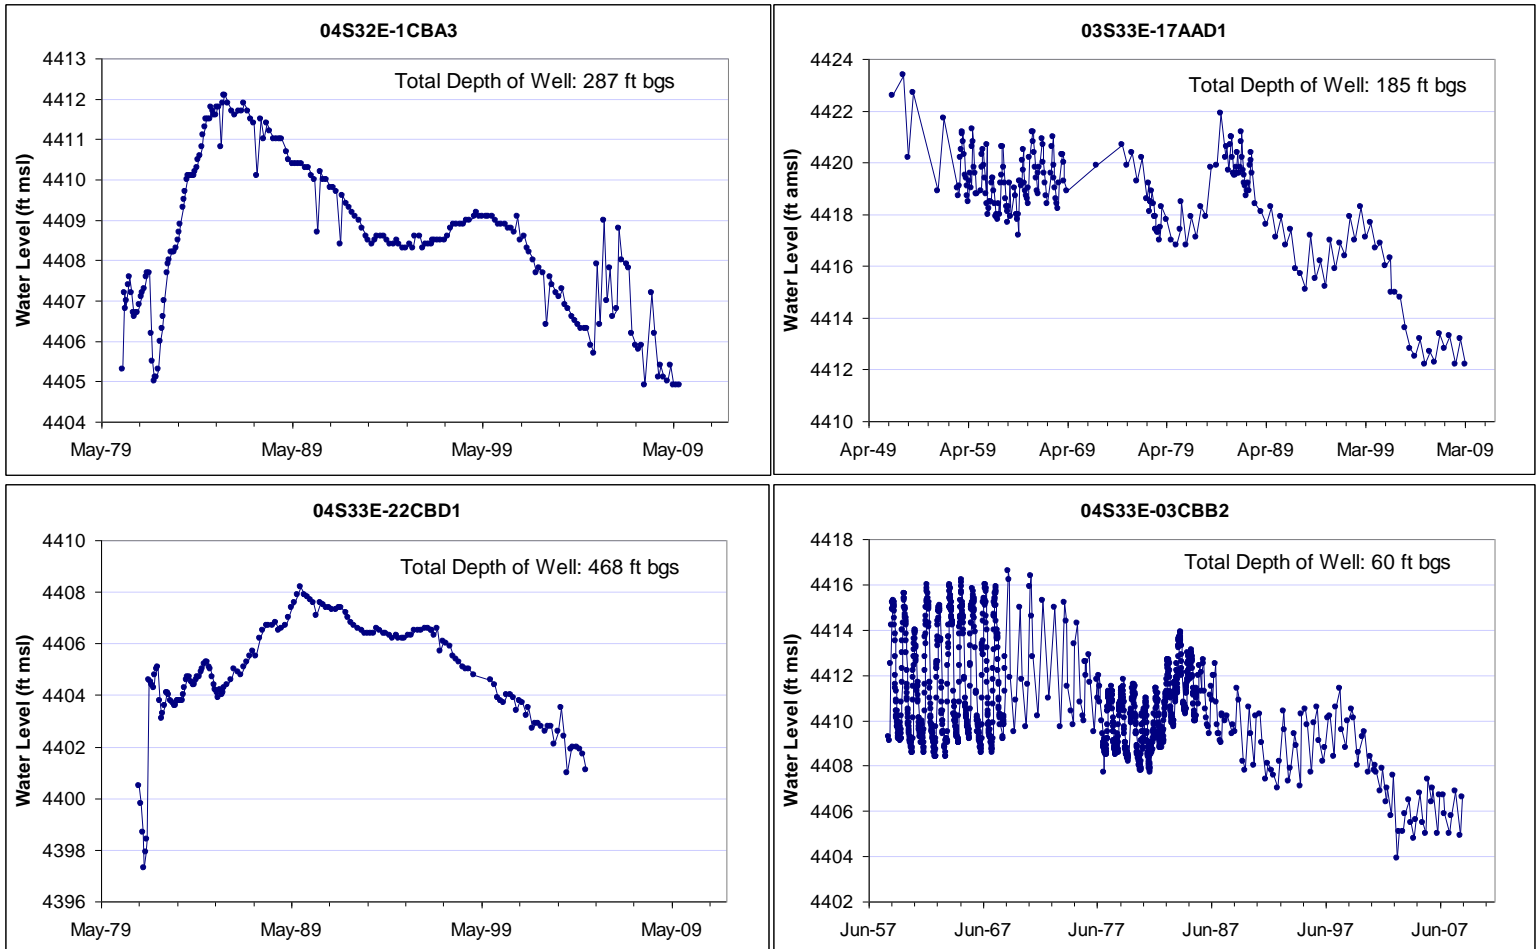 04S32E-1CBA3
Total Depth of Well: 287 ft bgs
Water Level (ft msl)
4413
4412
4411
4410
4409
4408
4407
4406
4405
4404
May-79
May-89
May-99
May-09
03S33E-17AAD1
Total Depth of Well: 185 ft bgs
Water Level (ft amsl)
4424
4422
4420
4418
4416
4414
4412
4410
Apr-49
Apr-59
Apr-69
Apr-79
Apr-89
Mar-99
Mar-09
04S33E-22CBD1
Total Depth of Well: 468 ft bgs
Water Level (ft msl)
4410
4408
4406
4404
4402
4400
4398
4396
May-79
May-89
May-99
May-09
04S33E-03CBB2
Total Depth of Well: 60 ft bgs
Water Level (ft msl)
4418
4416
4414
4412
4410
4408
4406
4404
4402
Jun-57
Jun-67
Jun-77
Jun-87
Jun-97
Jun-07